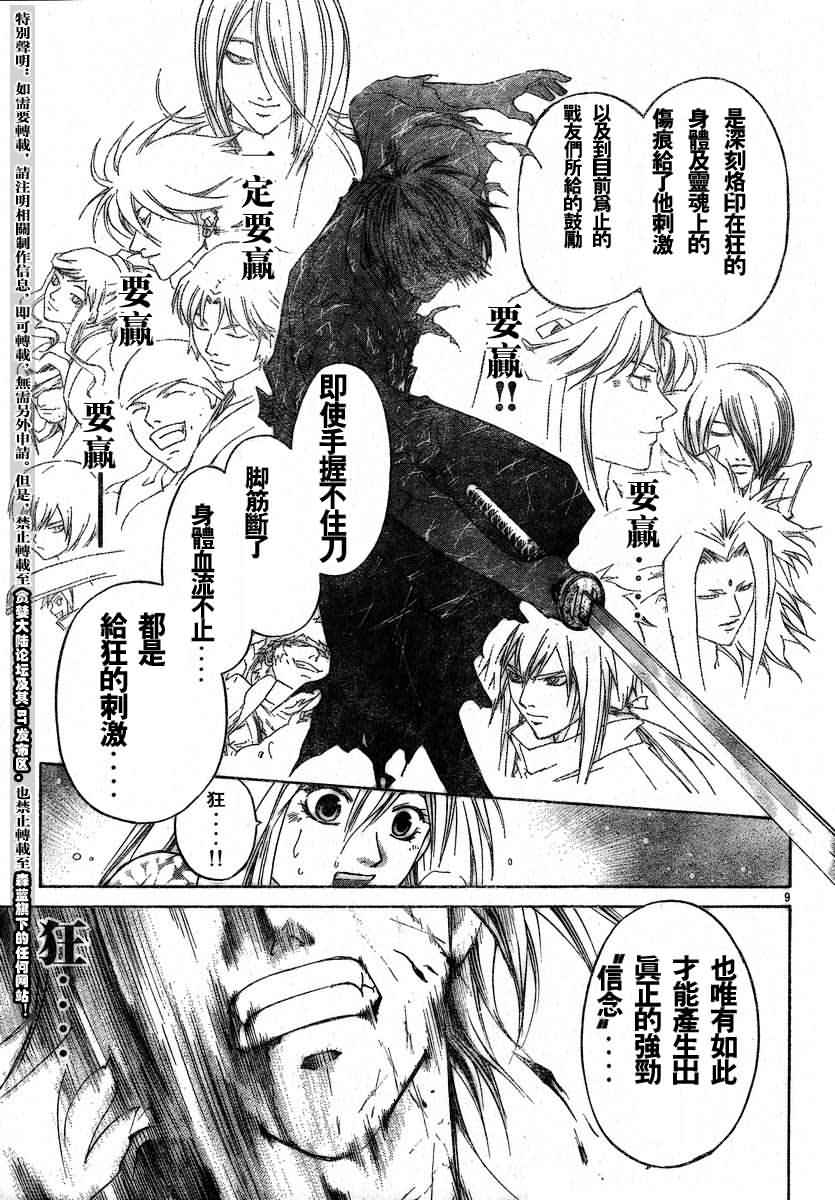 是深刻烙印在狂的
身體及靈魂上的
傷痕給了他刺激
以及到目前為止的
戰友們所給的鼓勵
一定要贏
要贏!!
要贏
要贏
要贏‥‥
即使手握不住刀
脚筋斷了
身體血流不止‥‥
都是
給狂的刺激‥‥
狂‥‥!!
9
也唯有如此
才能產生出
眞正的強勁
"信念"‥‥
狂‥‥
特別聲明：如需要轉載，請注明相關制作信息，即可轉載，無需另外申請。但是，禁止轉載至貪婪大陆论坛及其BT发布区，也禁止轉載至森蓝旗下的任何网站！